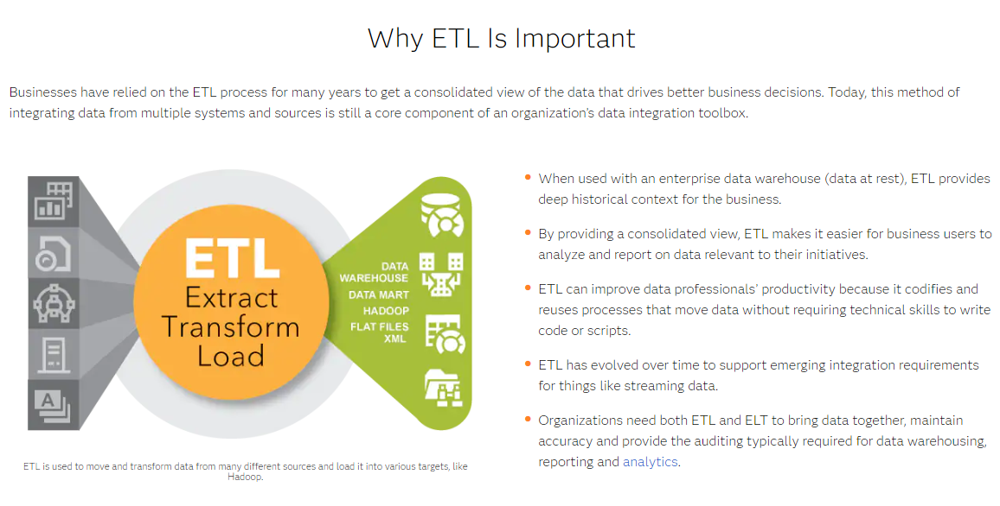 Why ETL Is Important
Businesses have relied on the ETL process for many years to get a consolidated view of the data that drives better business decisions. Today, this method of
integrating data from multiple systems and sources is still a core component of an organization's data integration toolbox.
ETL
Extract
Transform
Load
DATA
WAREHOUSE
DATA MART
HADOOP
FLAT FILES
XML
A
ETL is used to move and transform data from many different sources and load it into various targets, like
Hadoop.
When used with an enterprise data warehouse (data at rest), ETL provides
deep historical context for the business.
By providing a consolidated view, ETL makes it easier for business users to
analyze and report on data relevant to their initiatives.
ETL can improve data professionals' productivity because it codifies and
reuses processes that move data without requiring technical skills to write
code or scripts.
ETL has evolved over time to support emerging integration requirements
for things like streaming data.
Organizations need both ETL and ELT to bring data together, maintain
accuracy and provide the auditing typically required for data warehousing,
reporting and analytics.